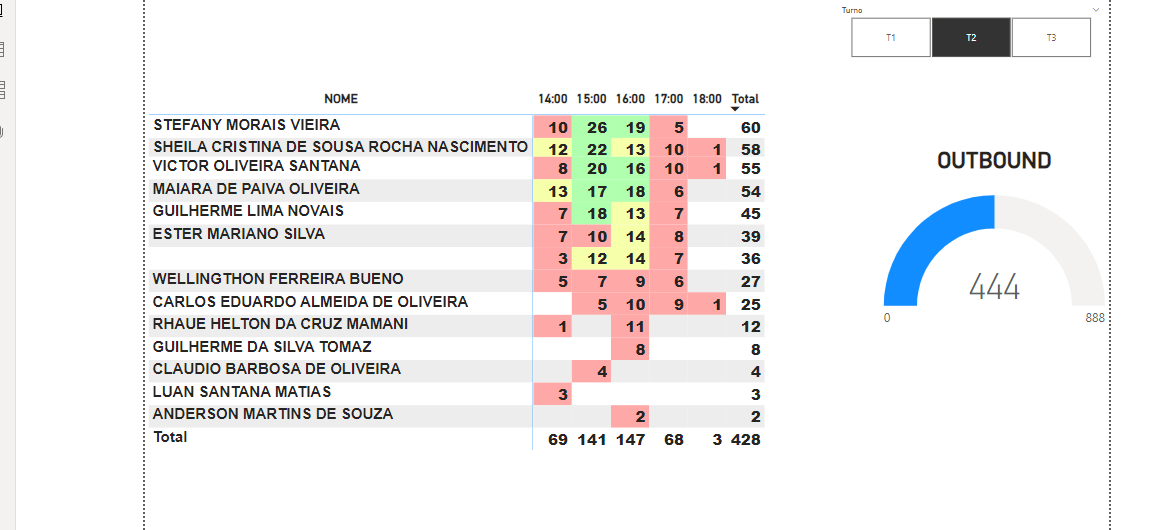 Turno
T1 T2 T3
NOME 14:00 15:00 16:00 17:00 18:00 Total
STEFANY MORAIS VIEIRA 10 26 19 5 60
SHEILA CRISTINA DE SOUSA ROCHA NASCIMENTO 12 22 13 10 1 58
VICTOR OLIVEIRA SANTANA 8 20 16 10 1 55
MAIARA DE PAIVA OLIVEIRA 13 17 18 6 54
GUILHERME LIMA NOVAIS 7 18 13 7 45
ESTER MARIANO SILVA 7 10 14 8 39
3 12 14 7 36
WELLINGTHON FERREIRA BUENO 5 7 9 6 27
CARLOS EDUARDO ALMEIDA DE OLIVEIRA 5 10 9 1 25
RHAUE HELTON DA CRUZ MAMANI 1 11 12
GUILHERME DA SILVA TOMAZ 8 8
CLAUDIO BARBOSA DE OLIVEIRA 4 4
LUAN SANTANA MATIAS 3 3
ANDERSON MARTINS DE SOUZA 2 2
Total 69 141 147 68 3 428
OUTBOUND
444
0 888